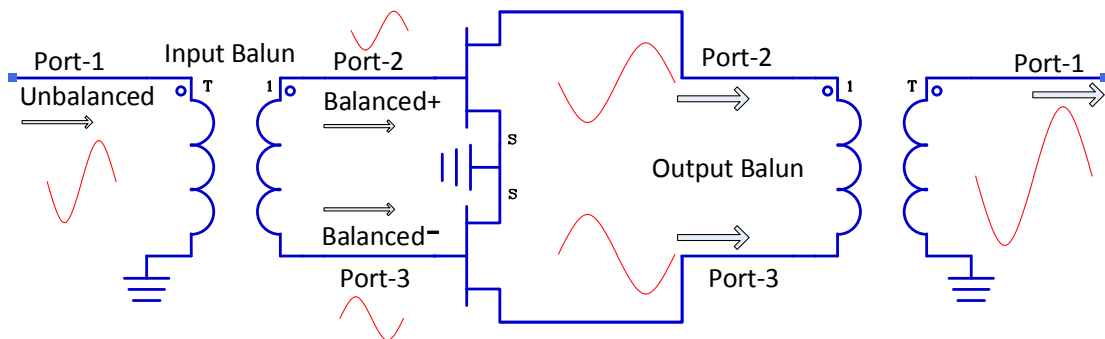 Port-1
Input Balun
Port-2
Port-2
Port-1
Unbalanced
T
1
Balanced+
1
T
S
S
Output Balun
Balanced-
Port-3
Port-3